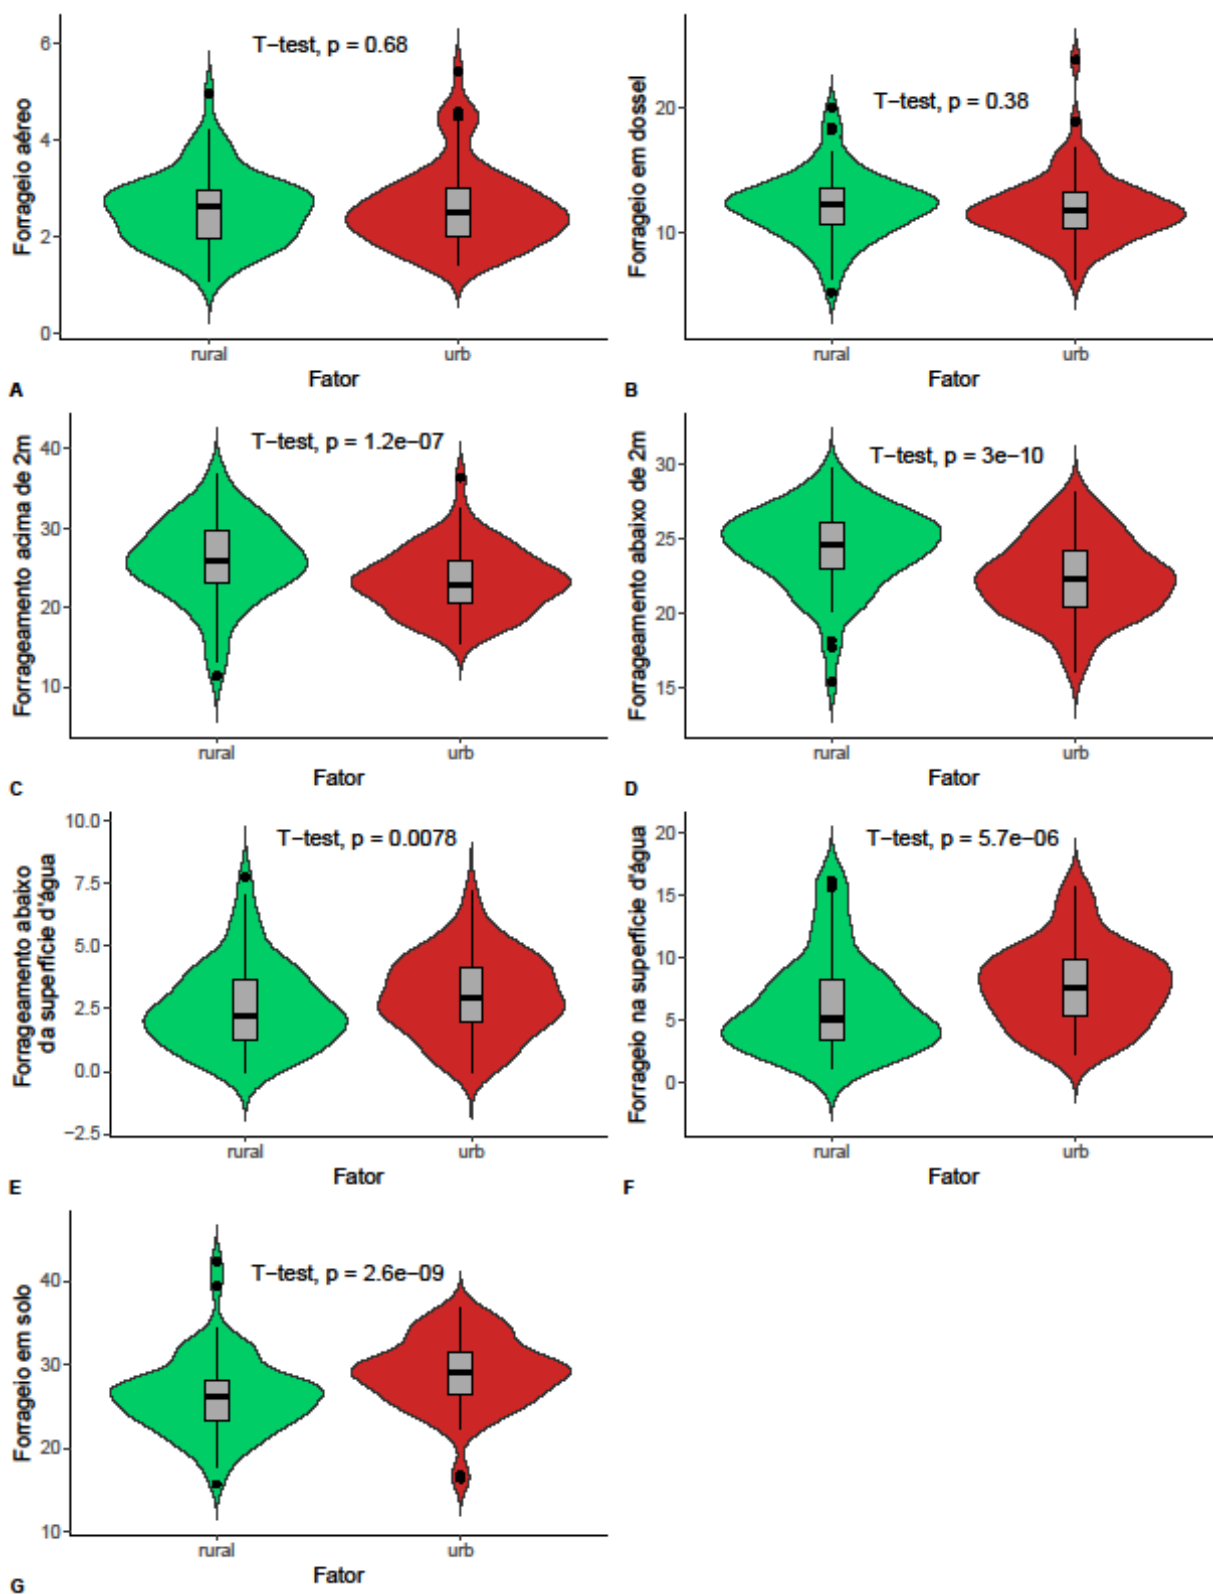 T-test, p = 0.68
Forrageio aéreo
6
4
2
0
rural
urb
Fator
A
T-test, p = 0.38
Forrageio em dossel
20
10
rural
urb
Fator
B
T-test, p = 1.2e-07
Forrageamento acima de 2m
40
30
20
10
rural
urb
Fator
C
T-test, p = 3e-10
Forrageamento abaixo de 2m
30
25
20
15
rural
urb
Fator
D
T-test, p = 0.0078
Forrageamento abaixo
da superfície d'água
10.0
7.5
5.0
2.5
0.0
-2.5
rural
urb
Fator
E
T-test, p = 5.7e-06
Forrageio na superfície d'água
20
15
10
5
0
rural
urb
Fator
F
T-test, p = 2.6e-09
Forrageio em solo
40
30
20
10
rural
urb
Fator
G